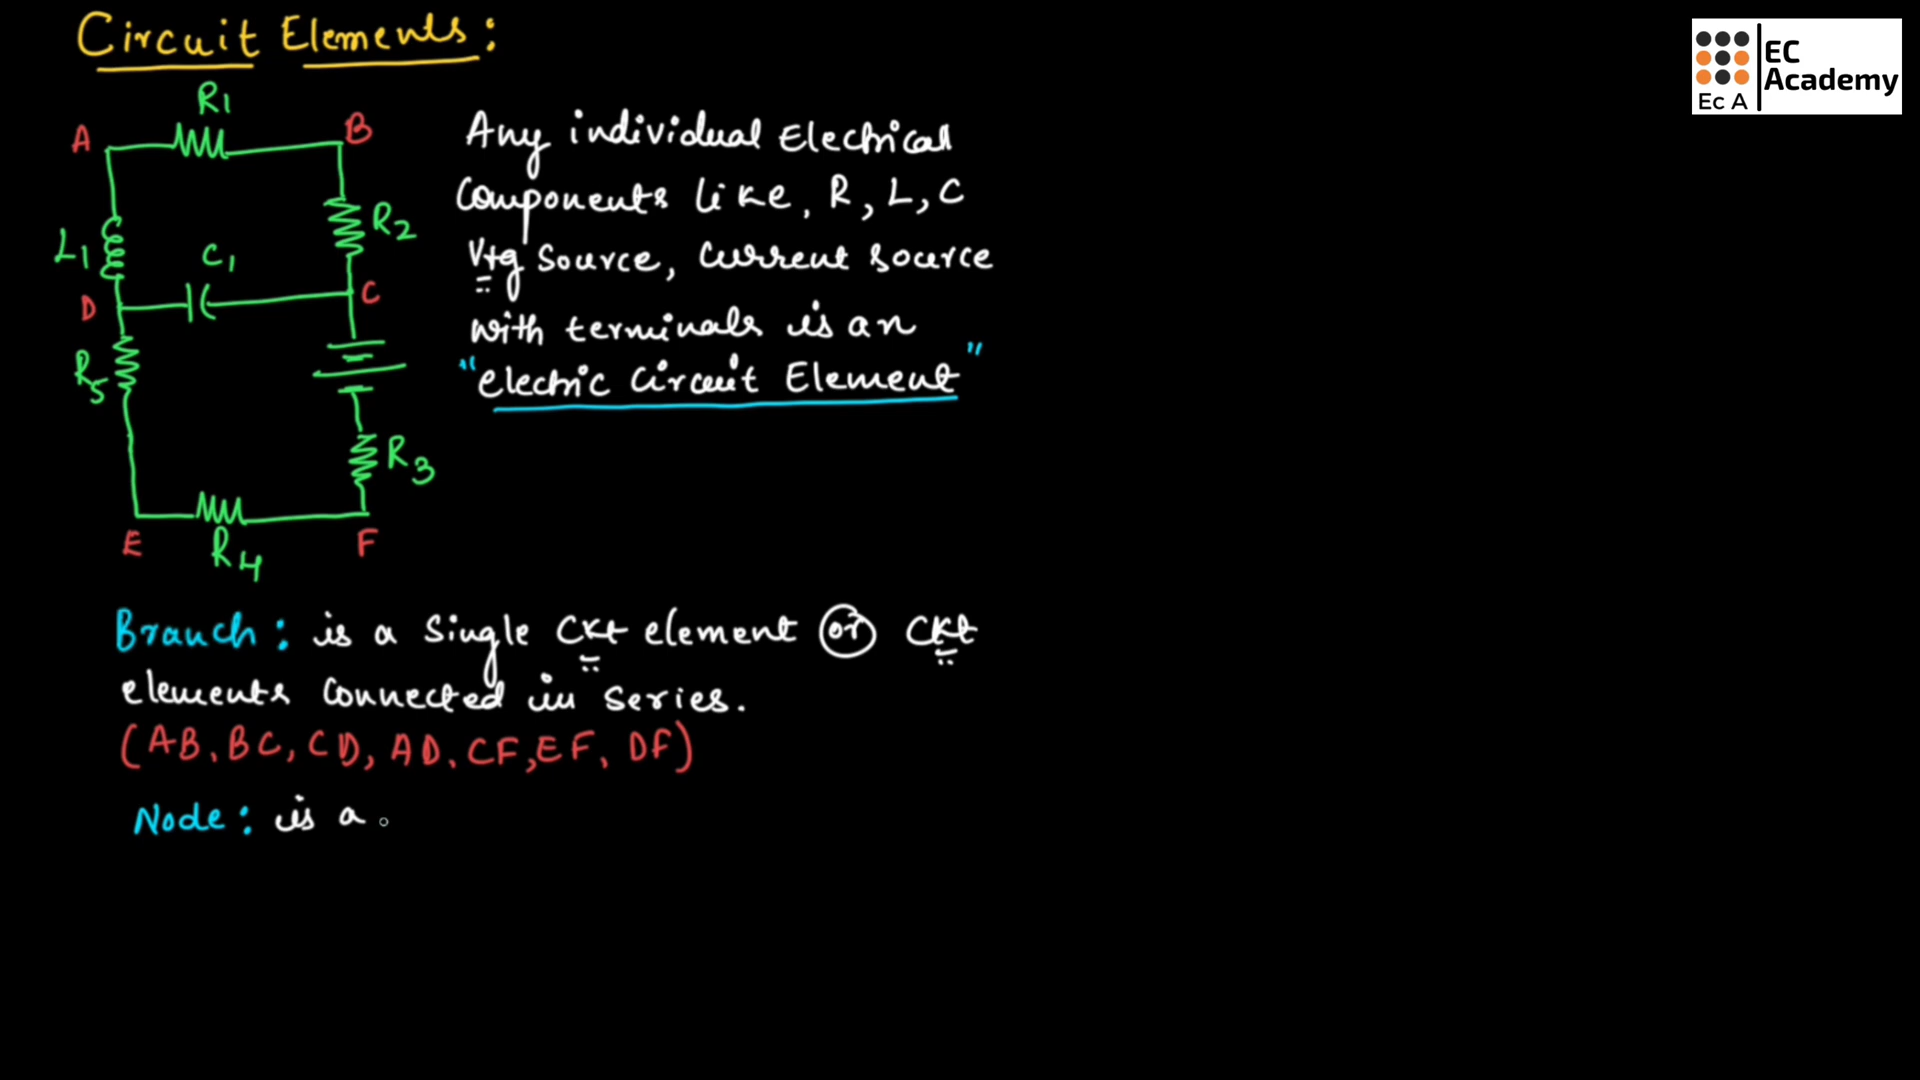 Circuit Elements:
EC
Academy
Ec A
R1
A
B
R2
L1
C1
D
C
R5
R3
E
F
R4
Any individual Electrical
Components like, R, L, C
Vtg Source, Current source
with terminals is an
"electric Circuit Element"
Branch: is a Single Ckt element or Ckt
elements Connected in Series.
(AB, BC, CD, AD, CF, EF, DF)
Node: is a